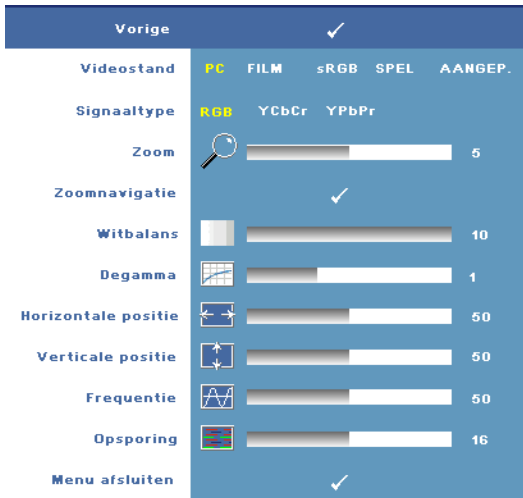 Vorige
Videostand PC FILM sRGB SPEL AANGEP.
Signaaltype RGB YCbCr YPbPr
Zoom 5
Zoomnavigatie
Witbalans 10
Degamma 1
Horizontale positie 50
Verticale positie 50
Frequentie 50
Opsporing 16
Menu afsluiten